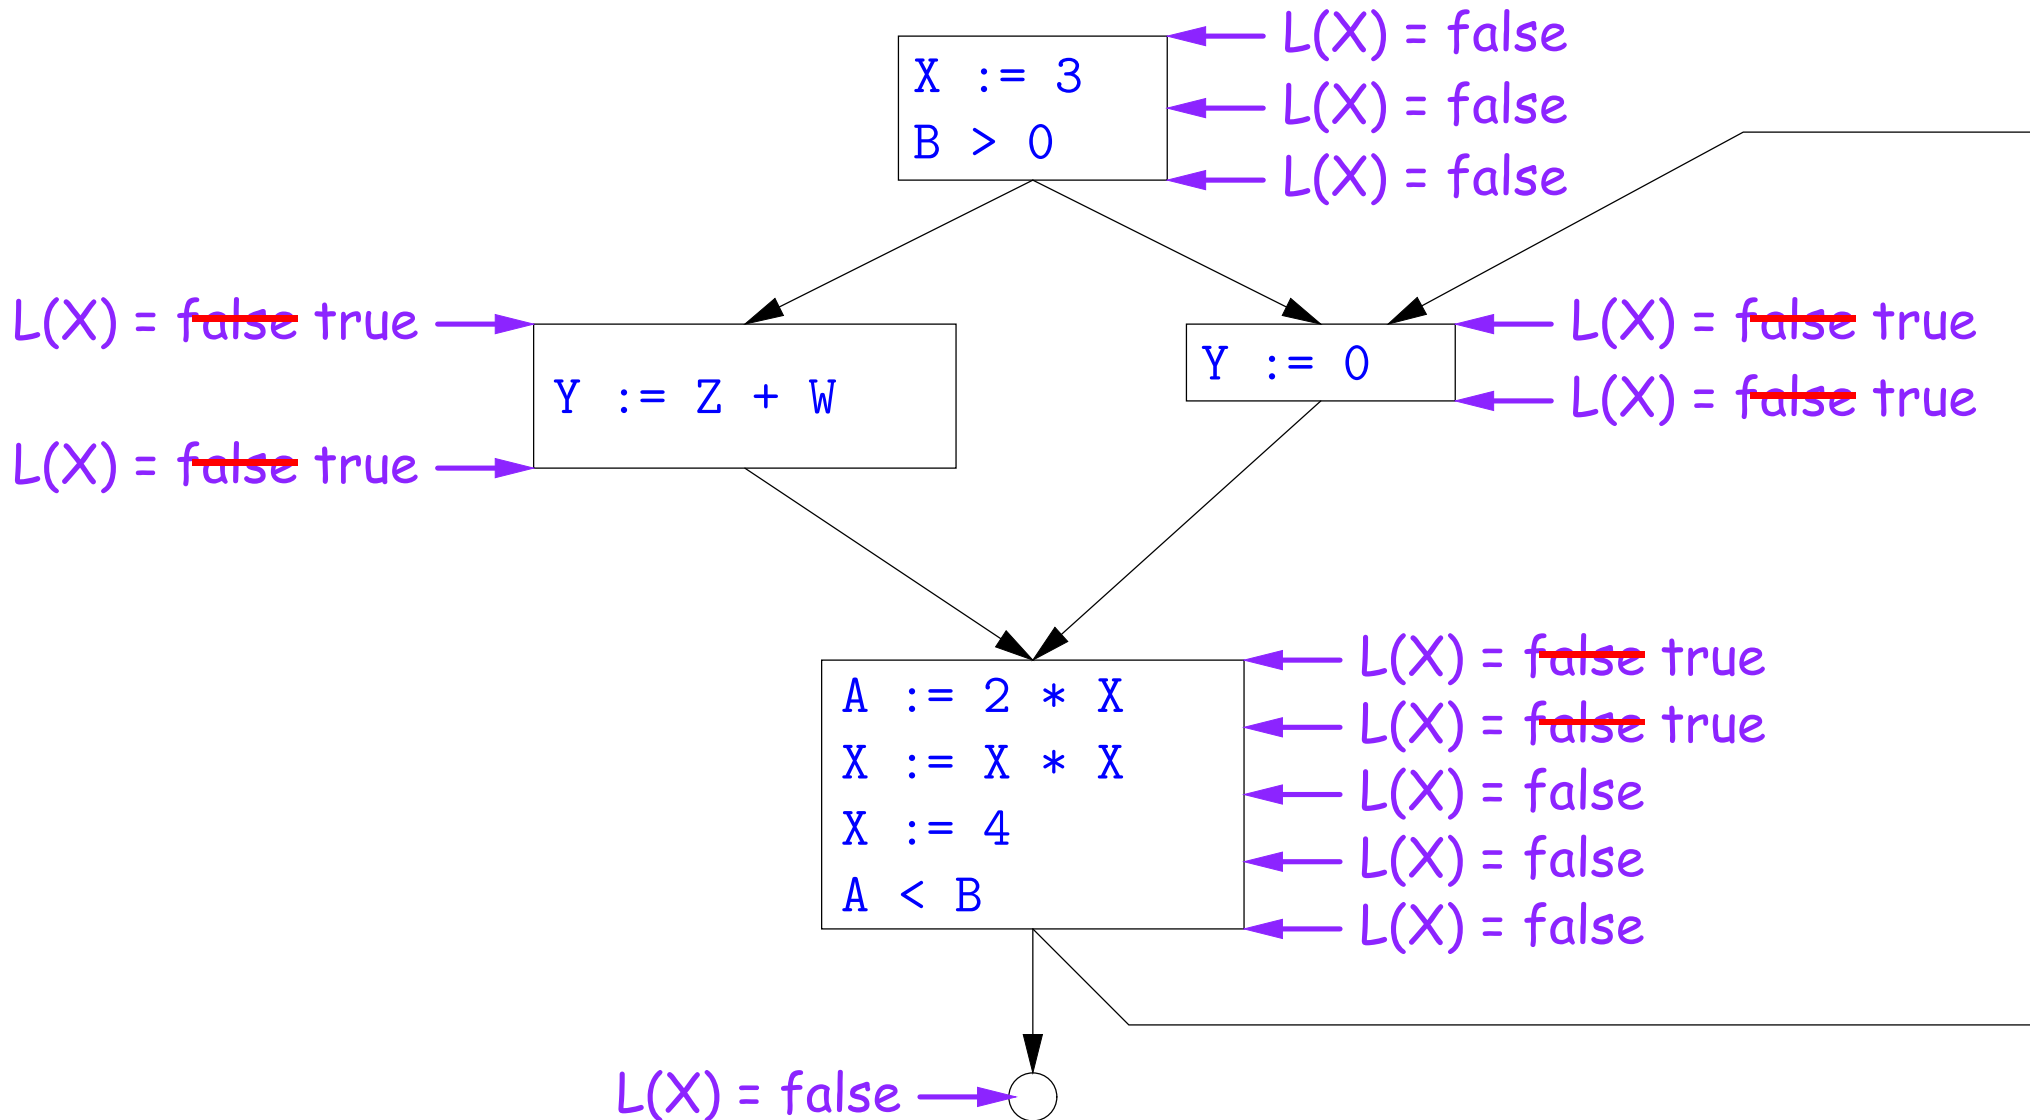 L(X) = false
X := 3
L(X) = false
B > 0
L(X) = false
L(X) = false true
L(X) = false true
Y := 0
Y := Z + W
L(X) = false true
L(X) = false true
L(X) = false true
A := 2 * X
L(X) = false true
X := X * X
L(X) = false
X := 4
L(X) = false
A < B
L(X) = false
L(X) = false